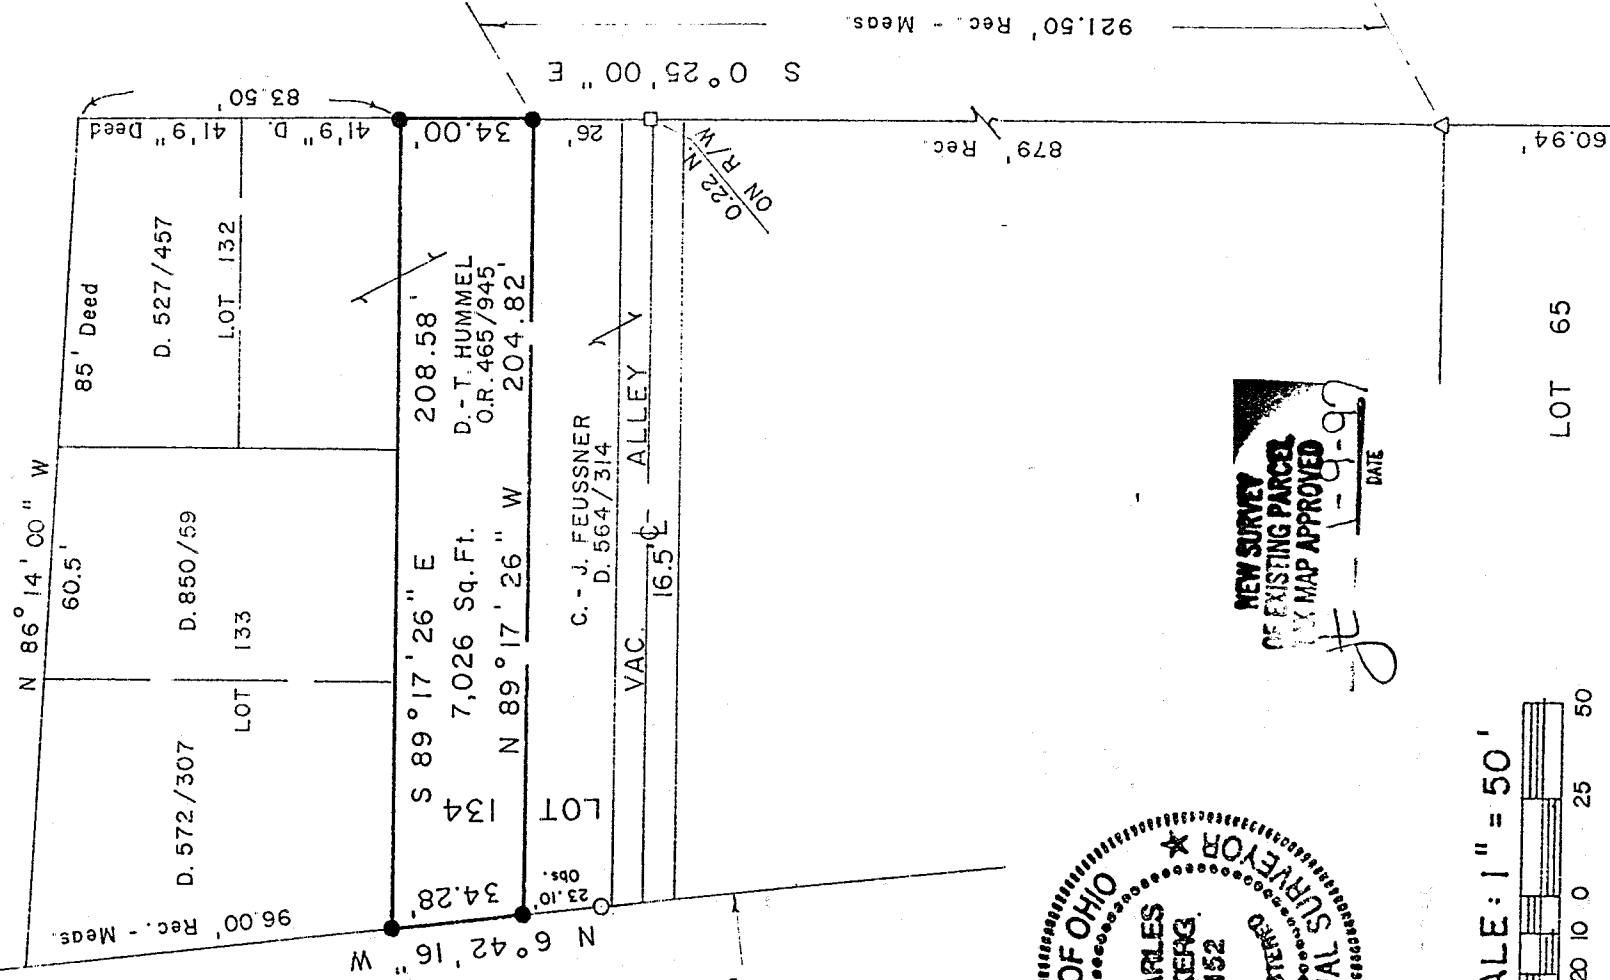 921.50' Rec. - Meas.
S 0° 25' 00" E
83.50'
41'9" Deed
41'9" D.
34.00'
26'
879' Rec.
60.94'
0.22 N.
ON R/W
N 86° 14' 00" W
85' Deed
60.5'
D. 527/457
LOT 132
D. 850/59
LOT 133
D. 572/307
96.00' Rec. - Meas.
S 89° 17' 26" E 208.58'
7,026 Sq. Ft.
D. - T. HUMMEL
O.R. 465/945
N 89° 17' 26" W 204.82'
LOT 134
34.28'
23.10'
Obs.
N 6° 42' 16" W
C. - J. FEUSSNER
D. 564/314
VAC. ALLEY
16.5'
LOT 65
NEW SURVEY
OF EXISTING PARCEL
MAP APPROVED
1-9-97
DATE
OF OHIO
SURVEYOR
ALE : 1" = 50'
20 10 0 25 50